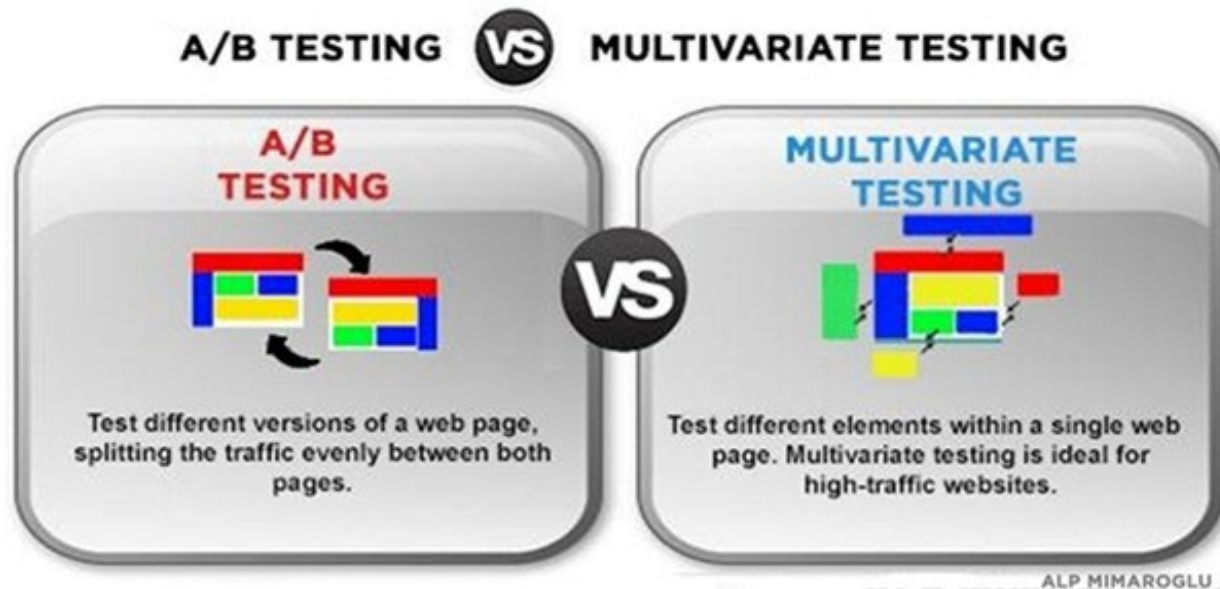 A/B TESTING VS MULTIVARIATE TESTING
A/B
TESTING
Test different versions of a web page,
splitting the traffic evenly between both
pages.
VS
MULTIVARIATE
TESTING
Test different elements within a single web
page. Multivariate testing is ideal for
high-traffic websites.
ALP MIMAROGLU